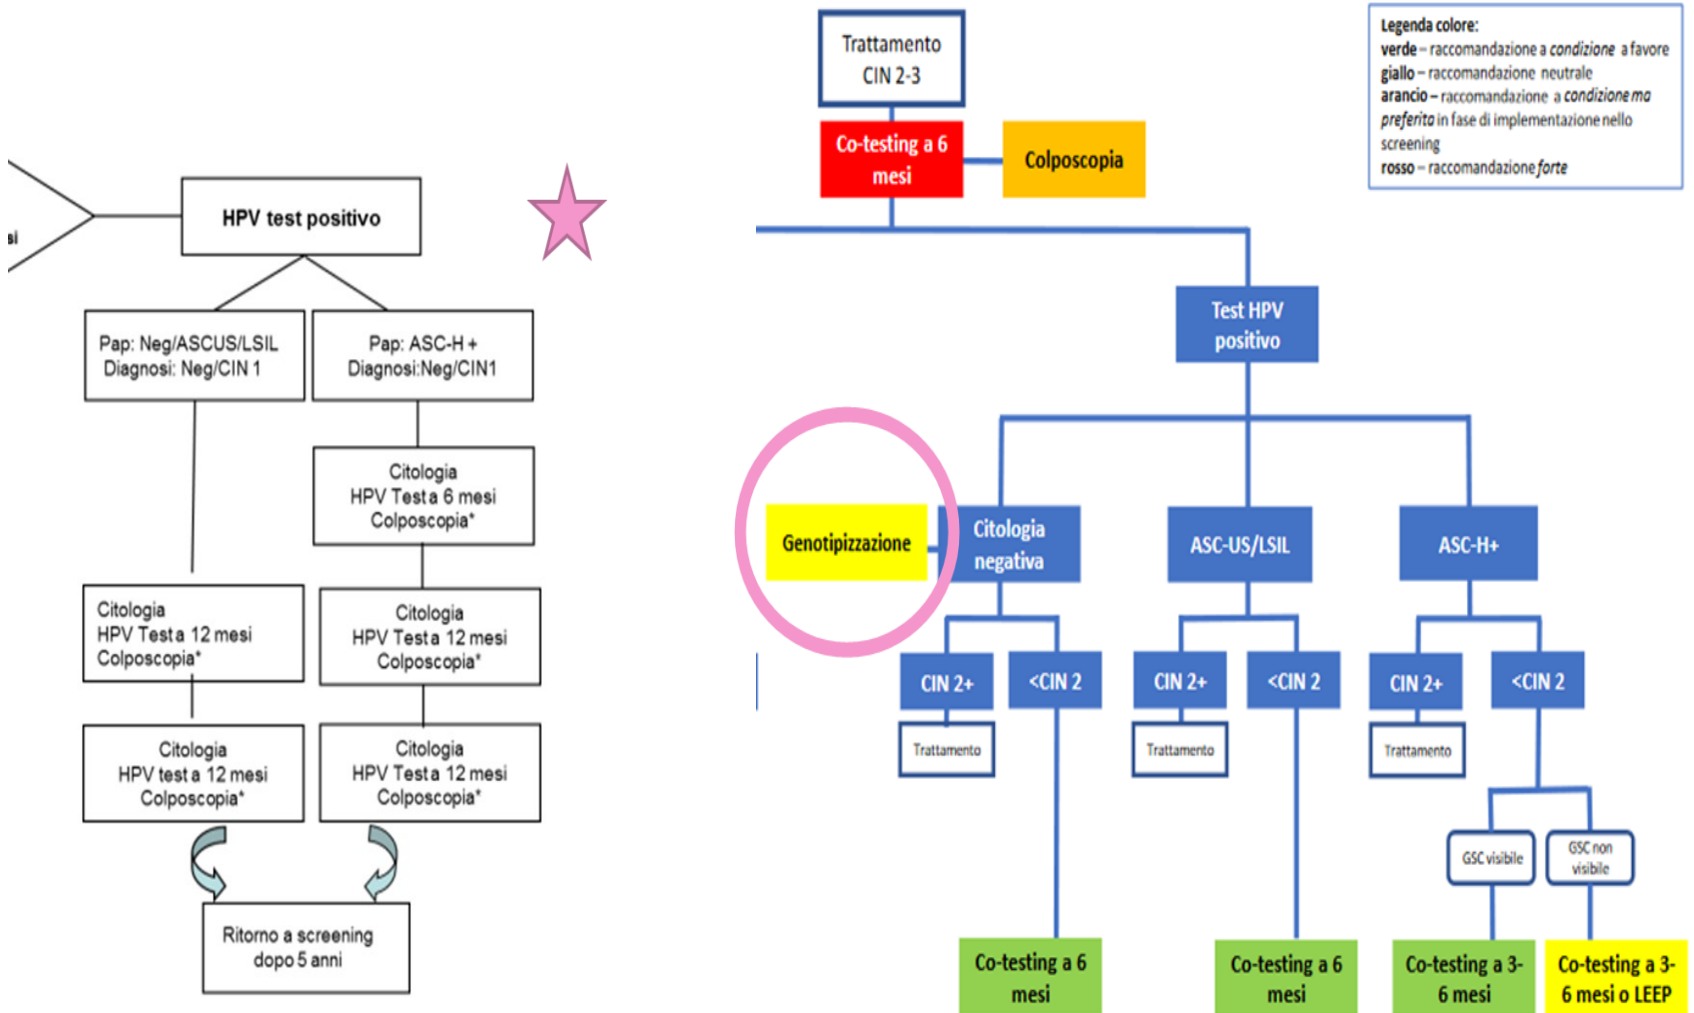 si
HPV test positivo
Pap: Neg/ASCUS/LSIL
Diagnosi: Neg/CIN 1
Pap: ASC-H +
Diagnosi:Neg/CIN1
Citologia
HPV Test a 6 mesi
Colposcopia*
Citologia
HPV Test a 12 mesi
Colposcopia*
Citologia
HPV Test a 12 mesi
Colposcopia*
Citologia
HPV test a 12 mesi
Colposcopia*
Citologia
HPV Test a 12 mesi
Colposcopia*
Ritorno a screening
dopo 5 anni
Trattamento
CIN 2-3
Co-testing a 6
mesi
Colposcopia
Legenda colore:
verde – raccomandazione a condizione a favore
giallo – raccomandazione neutrale
arancio – raccomandazione a condizione ma
preferita in fase di implementazione nello
screening
rosso – raccomandazione forte
Test HPV
positivo
Genotipizzazione
Citologia
negativa
ASC-US/LSIL
ASC-H+
CIN 2+
<CIN 2
CIN 2+
<CIN 2
CIN 2+
<CIN 2
Trattamento
Trattamento
Trattamento
GSC visibile
GSC non
visibile
Co-testing a 6
mesi
Co-testing a 6
mesi
Co-testing a 3-
6 mesi
Co-testing a 3-
6 mesi o LEEP